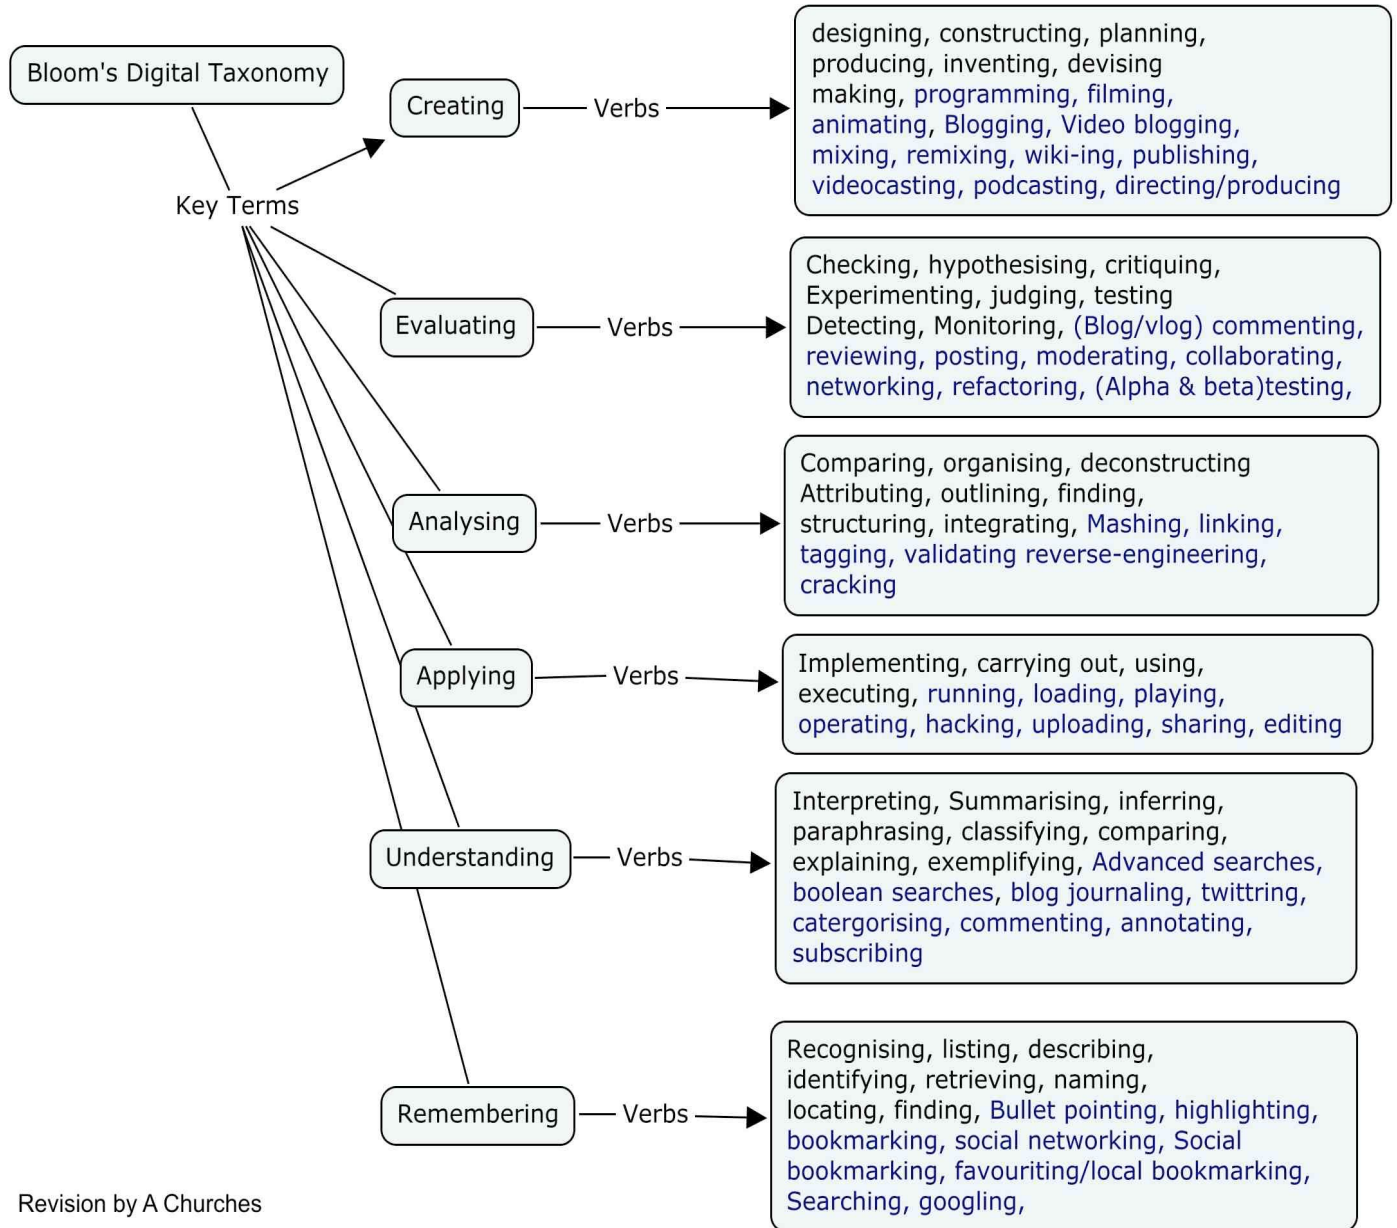 Bloom's Digital Taxonomy
Key Terms
Creating
Verbs
designing, constructing, planning,
producing, inventing, devising
making, programming, filming,
animating, Blogging, Video blogging,
mixing, remixing, wiki-ing, publishing,
videocasting, podcasting, directing/producing
Evaluating
Verbs
Checking, hypothesising, critiquing,
Experimenting, judging, testing
Detecting, Monitoring, (Blog/vlog) commenting,
reviewing, posting, moderating, collaborating,
networking, refactoring, (Alpha & beta)testing,
Analysing
Verbs
Comparing, organising, deconstructing
Attributing, outlining, finding,
structuring, integrating, Mashing, linking,
tagging, validating reverse-engineering,
cracking
Applying
Verbs
Implementing, carrying out, using,
executing, running, loading, playing,
operating, hacking, uploading, sharing, editing
Understanding
Verbs
Interpreting, Summarising, inferring,
paraphrasing, classifying, comparing,
explaining, exemplifying, Advanced searches,
boolean searches, blog journaling, twittring,
catergorising, commenting, annotating,
subscribing
Remembering
Verbs
Recognising, listing, describing,
identifying, retrieving, naming,
locating, finding, Bullet pointing, highlighting,
bookmarking, social networking, Social
bookmarking, favouriting/local bookmarking,
Searching, googling,
Revision by A Churches